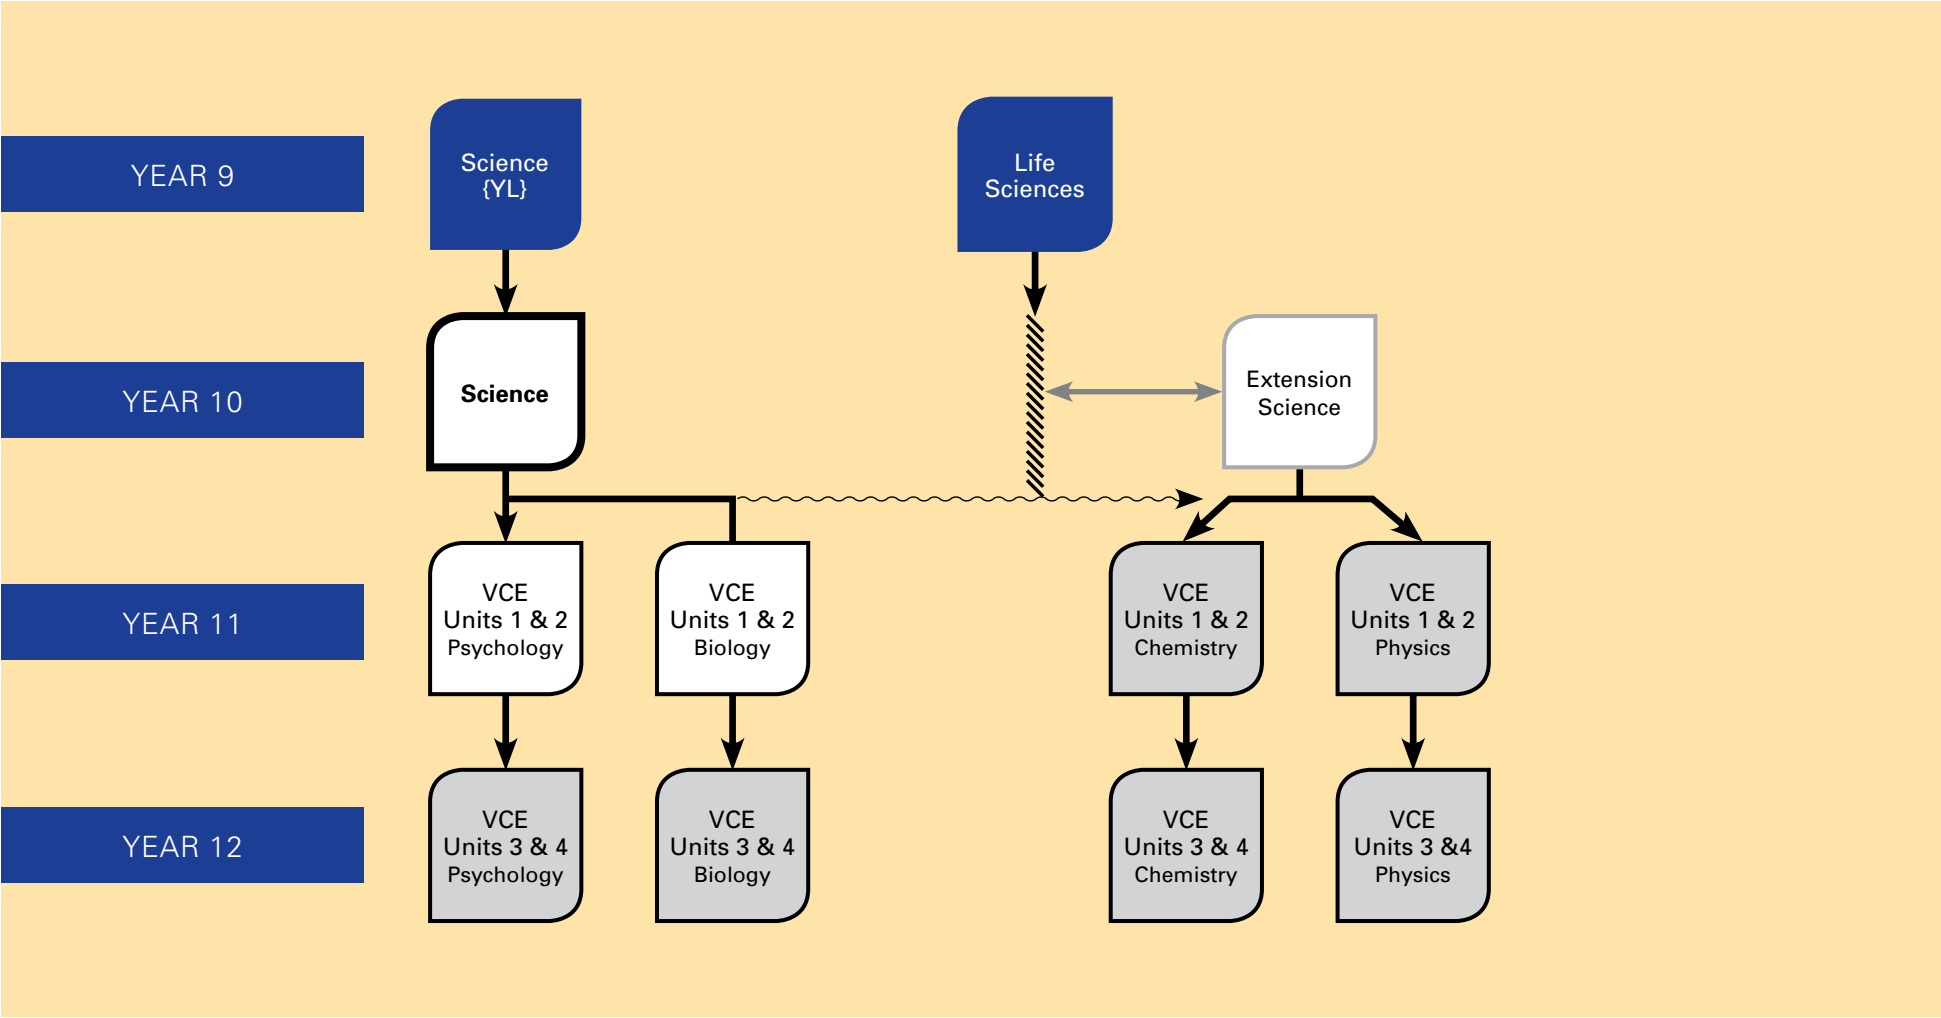 YEAR 9
Science
{YL}
Life
Sciences
YEAR 10
Science
Extension
Science
YEAR 11
VCE
Units 1 & 2
Psychology
VCE
Units 1 & 2
Biology
VCE
Units 1 & 2
Chemistry
VCE
Units 1 & 2
Physics
YEAR 12
VCE
Units 3 & 4
Psychology
VCE
Units 3 & 4
Biology
VCE
Units 3 & 4
Chemistry
VCE
Units 3 &4
Physics